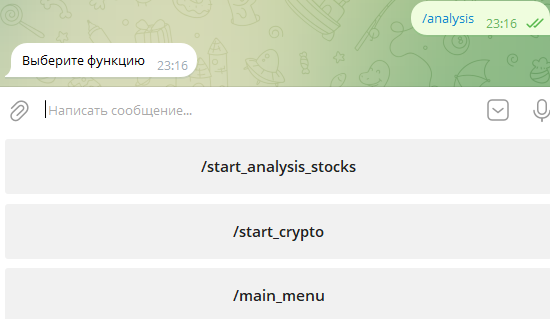 /analysis 23:16
Выберите функцию 23:16
Написать сообщение...
/start_analysis_stocks
/start_crypto
/main_menu